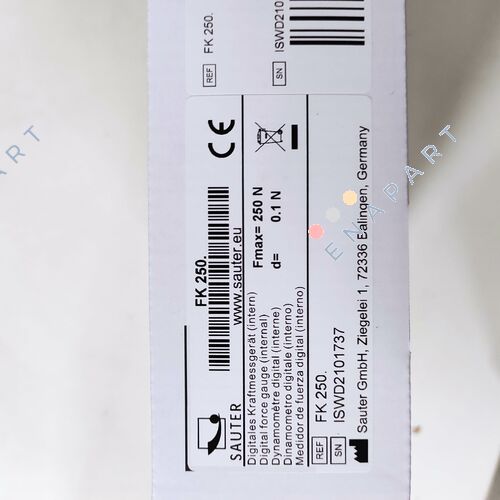 REF FK 250.
SN ISWD210
CE
FK 250.
www.sauter.eu
Fmax= 250 N
d= 0.1 N
SAUTER
Digitales Kraftmessgerät (intern)
Digital force gauge (internal)
Dynamomètre digital (interne)
Dinamometro digitale (interno)
Medidor de fuerza digital (interno)
REF FK 250.
SN ISWD2101737
Sauter GmbH, Ziegelei 1, 72336 Balingen, Germany
ENAPART
ART